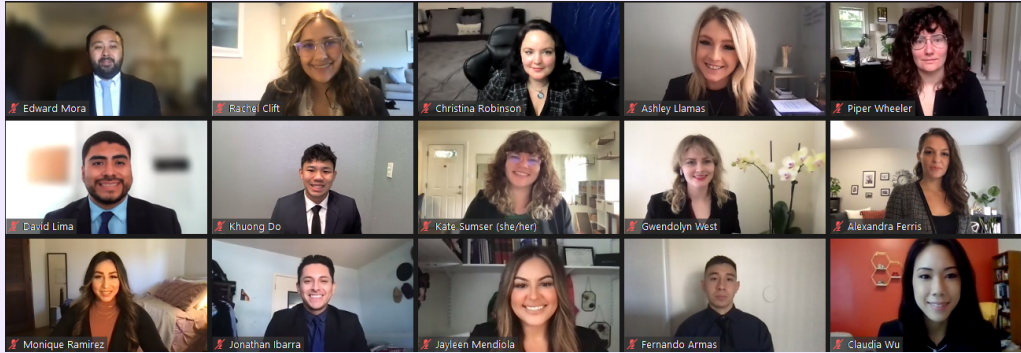 Edward Mora
Rachel Clift
Christina Robinson
Ashley Llamas
Piper Wheeler
David Lima
Khuong Do
Kate Sumser (she/her)
Gwendolyn West
Alexandra Ferris
Monique Ramirez
Jonathan Ibarra
Jayleen Mendiola
Fernando Armas
Claudia Wu